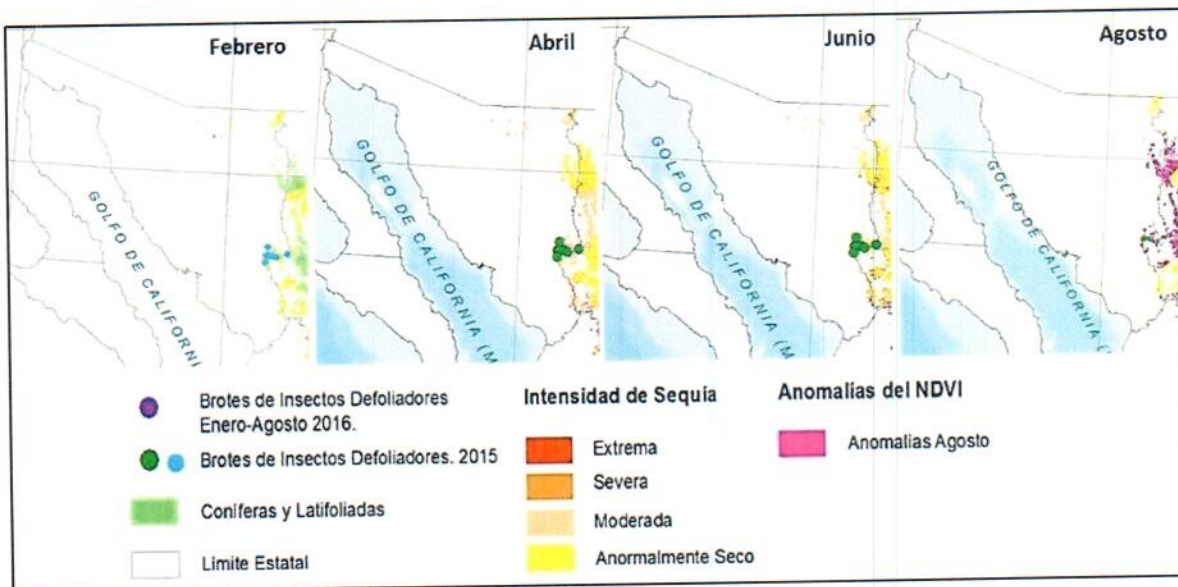 Febrero
Abril
Junio
Agosto
GOLFO DE CALIFORNI
GOLFO DE CALIFORNIA (M
GOLFO DE CALIFORNIA (M
GOLFO DE CALIFORNIA (
Brotes de Insectos Defoliadores
Enero-Agosto 2016.
Brotes de Insectos Defoliadores. 2015
Coníferas y Latifoliadas
Limite Estatal
Intensidad de Sequía
Extrema
Severa
Moderada
Anormalmente Seco
Anomalías del NDVI
Anomalias Agosto